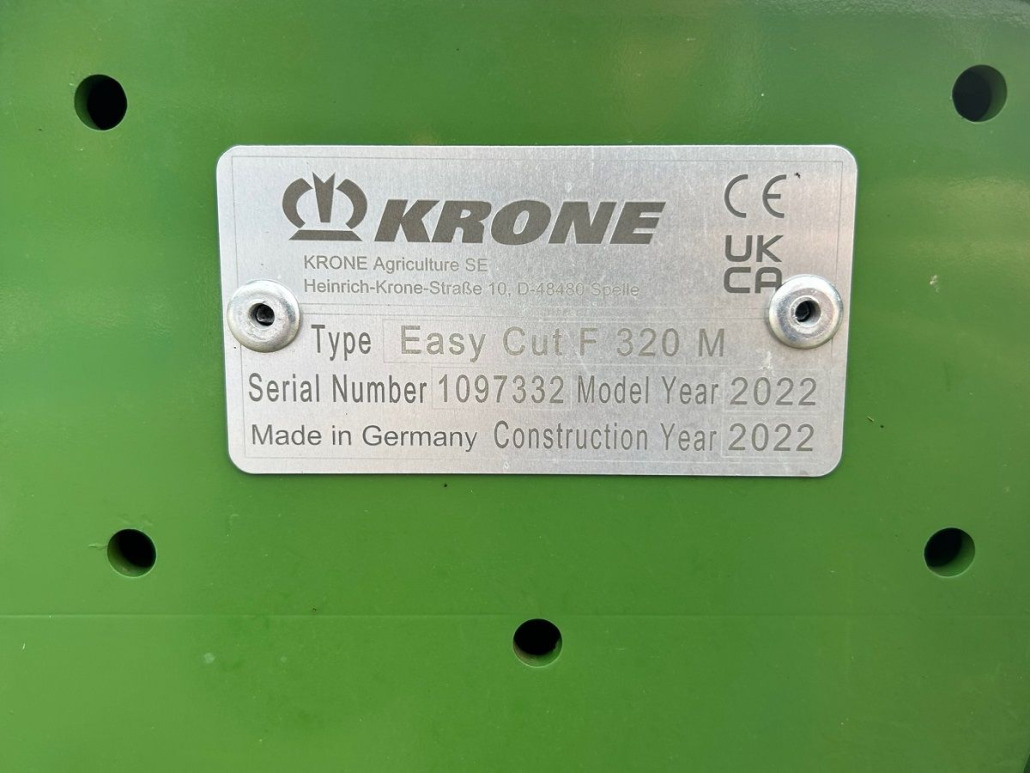 KRONE
CE
UK
CA
KRONE Agriculture SE
Heinrich-Krone-Straße 10, D-48480 Spelle
Type Easy Cut F 320 M
Serial Number 1097332 Model Year 2022
Made in Germany Construction Year 2022